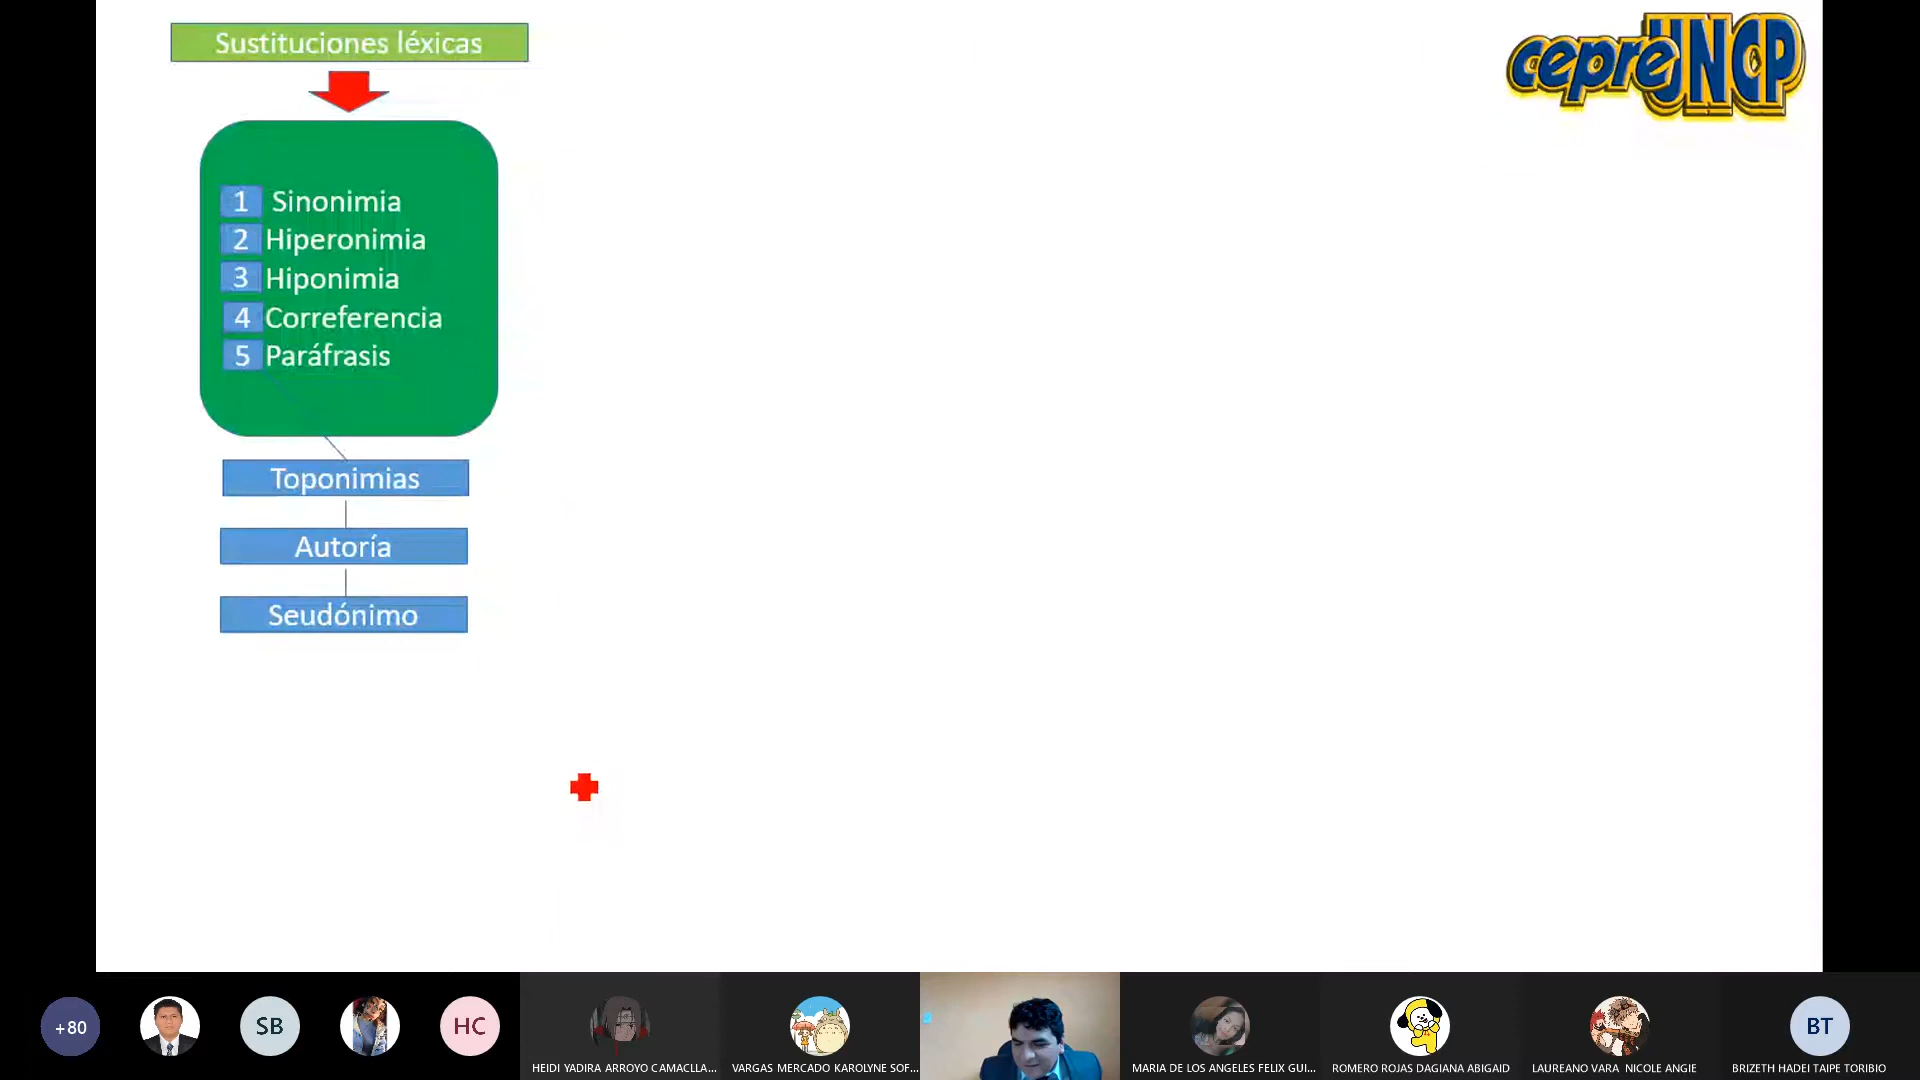 Sustituciones léxicas
cepreUNCP
1 Sinonimia
2 Hiperonimia
3 Hiponimia
4 Correferencia
5 Paráfrasis
Toponimias
Autoría
Seudónimo
+80
SB
HC
BT
HEIDI YADIRA ARROYO CAMACLLA...
VARGAS MERCADO KAROLYNE SOF...
MARIA DE LOS ANGELES FELIX GUI...
ROMERO ROJAS DAGIANA ABIGAID
LAUREANO VARA NICOLE ANGIE
BRIZETH HADEI TAIPE TORIBIO